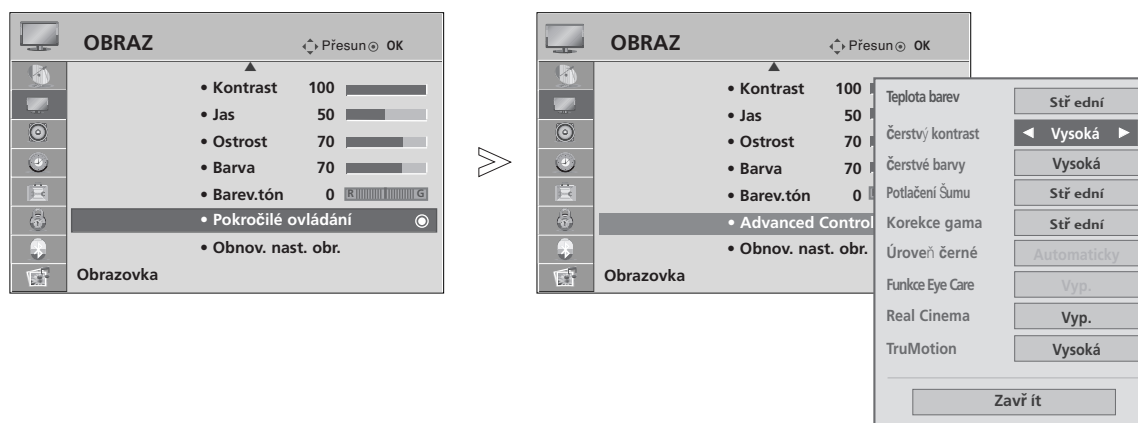 OBRAZ Přesun OK
• Kontrast 100
• Jas 50
• Ostrost 70
• Barva 70
• Barev.tón 0 R G
• Pokročilé ovládání
• Obnov. nast. obr.
Obrazovka
OBRAZ Přesun OK
• Kontrast 100
• Jas 50
• Ostrost 70
• Barva 70
• Barev.tón 0
• Advanced Control
• Obnov. nast. obr.
Obrazovka
Teplota barev Stř ední
Čerstvý kontrast Vysoká
Čerstvé barvy Vysoká
Potlačení Šumu Stř ední
Korekce gama Stř ední
Úroveň černé Automaticky
Funkce Eye Care Vyp.
Real Cinema Vyp.
TruMotion Vysoká
Zavř ít